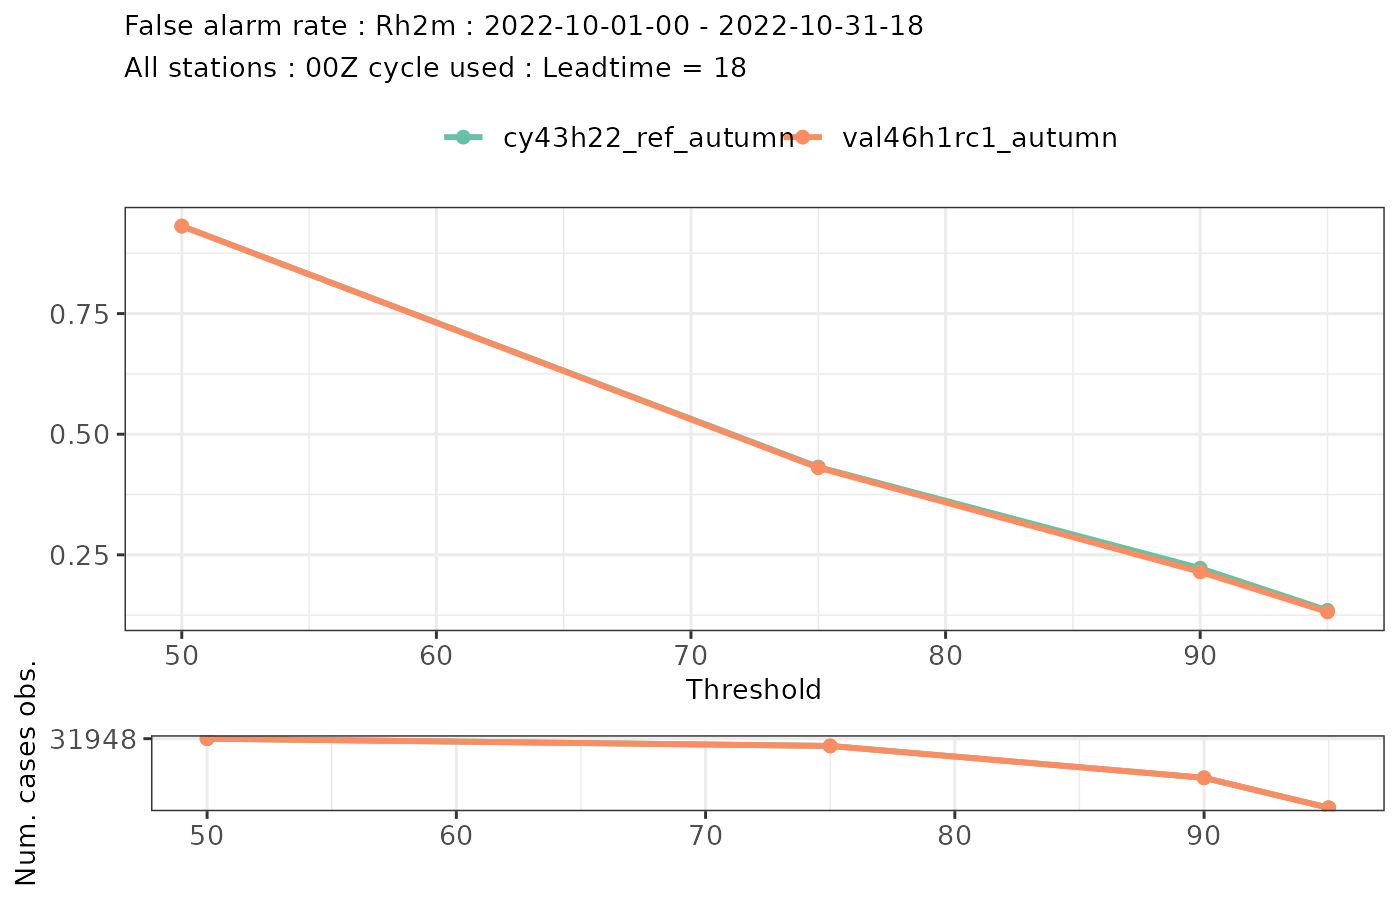 False alarm rate : Rh2m : 2022-10-01-00 - 2022-10-31-18
All stations : 00Z cycle used : Leadtime = 18
cy43h22_ref_autumn val46h1rc1_autumn
0.75
0.50
0.25
50 60 70 80 90
Threshold
Num. cases obs.
31948
50 60 70 80 90